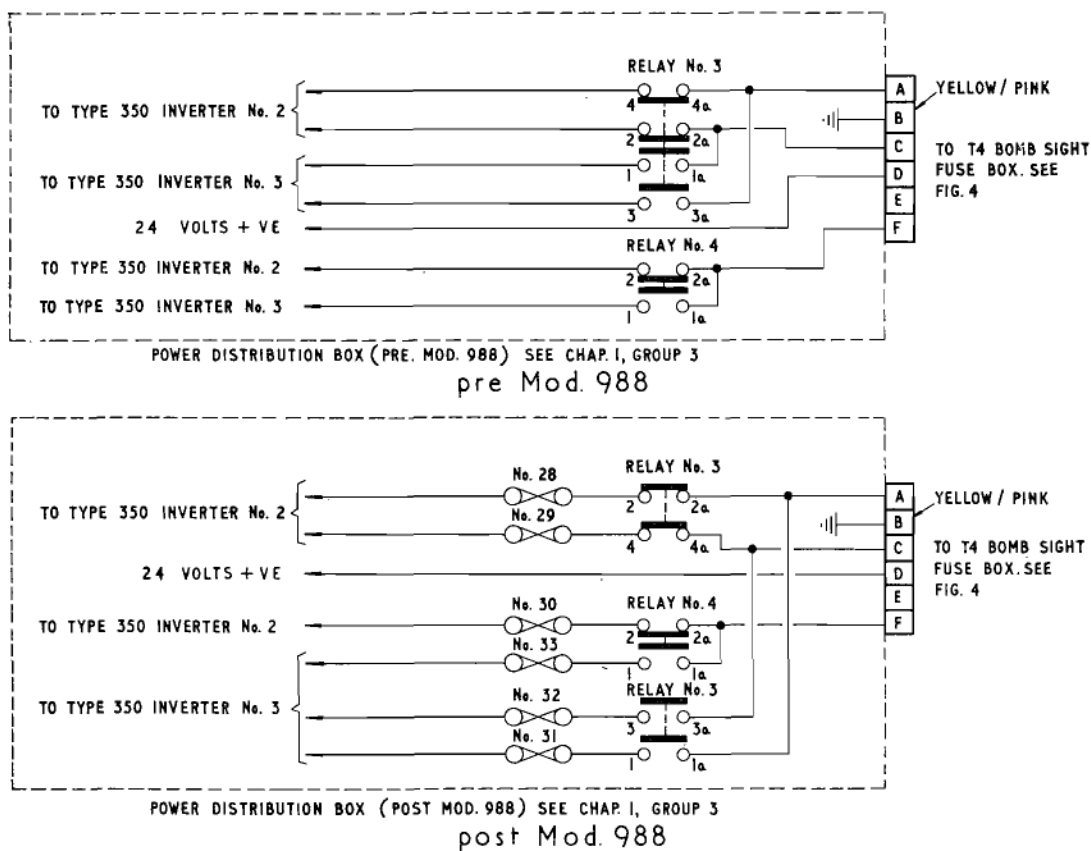 RELAY No. 3
TO TYPE 350 INVERTER No. 2
4 4a
2 2a
TO TYPE 350 INVERTER No. 3
1 1a
3 3a
24 VOLTS + VE
RELAY No. 4
TO TYPE 350 INVERTER No. 2
2 2a
TO TYPE 350 INVERTER No. 3
1 1a
A
B
C
D
E
F
YELLOW / PINK
TO T4 BOMB SIGHT
FUSE BOX. SEE
FIG. 4
POWER DISTRIBUTION BOX (PRE. MOD. 988) SEE CHAP. 1, GROUP 3
pre Mod. 988
No. 28
RELAY No. 3
TO TYPE 350 INVERTER No. 2
2 2a
No. 29
4 4a
24 VOLTS + VE
No. 30
RELAY No. 4
TO TYPE 350 INVERTER No. 2
2 2a
No. 33
1 1a
TO TYPE 350 INVERTER No. 3
No. 32
RELAY No. 3
3 3a
No. 31
1 1a
A
B
C
D
E
F
YELLOW / PINK
TO T4 BOMB SIGHT
FUSE BOX. SEE
FIG. 4
POWER DISTRIBUTION BOX (POST MOD. 988) SEE CHAP. 1, GROUP 3
post Mod. 988